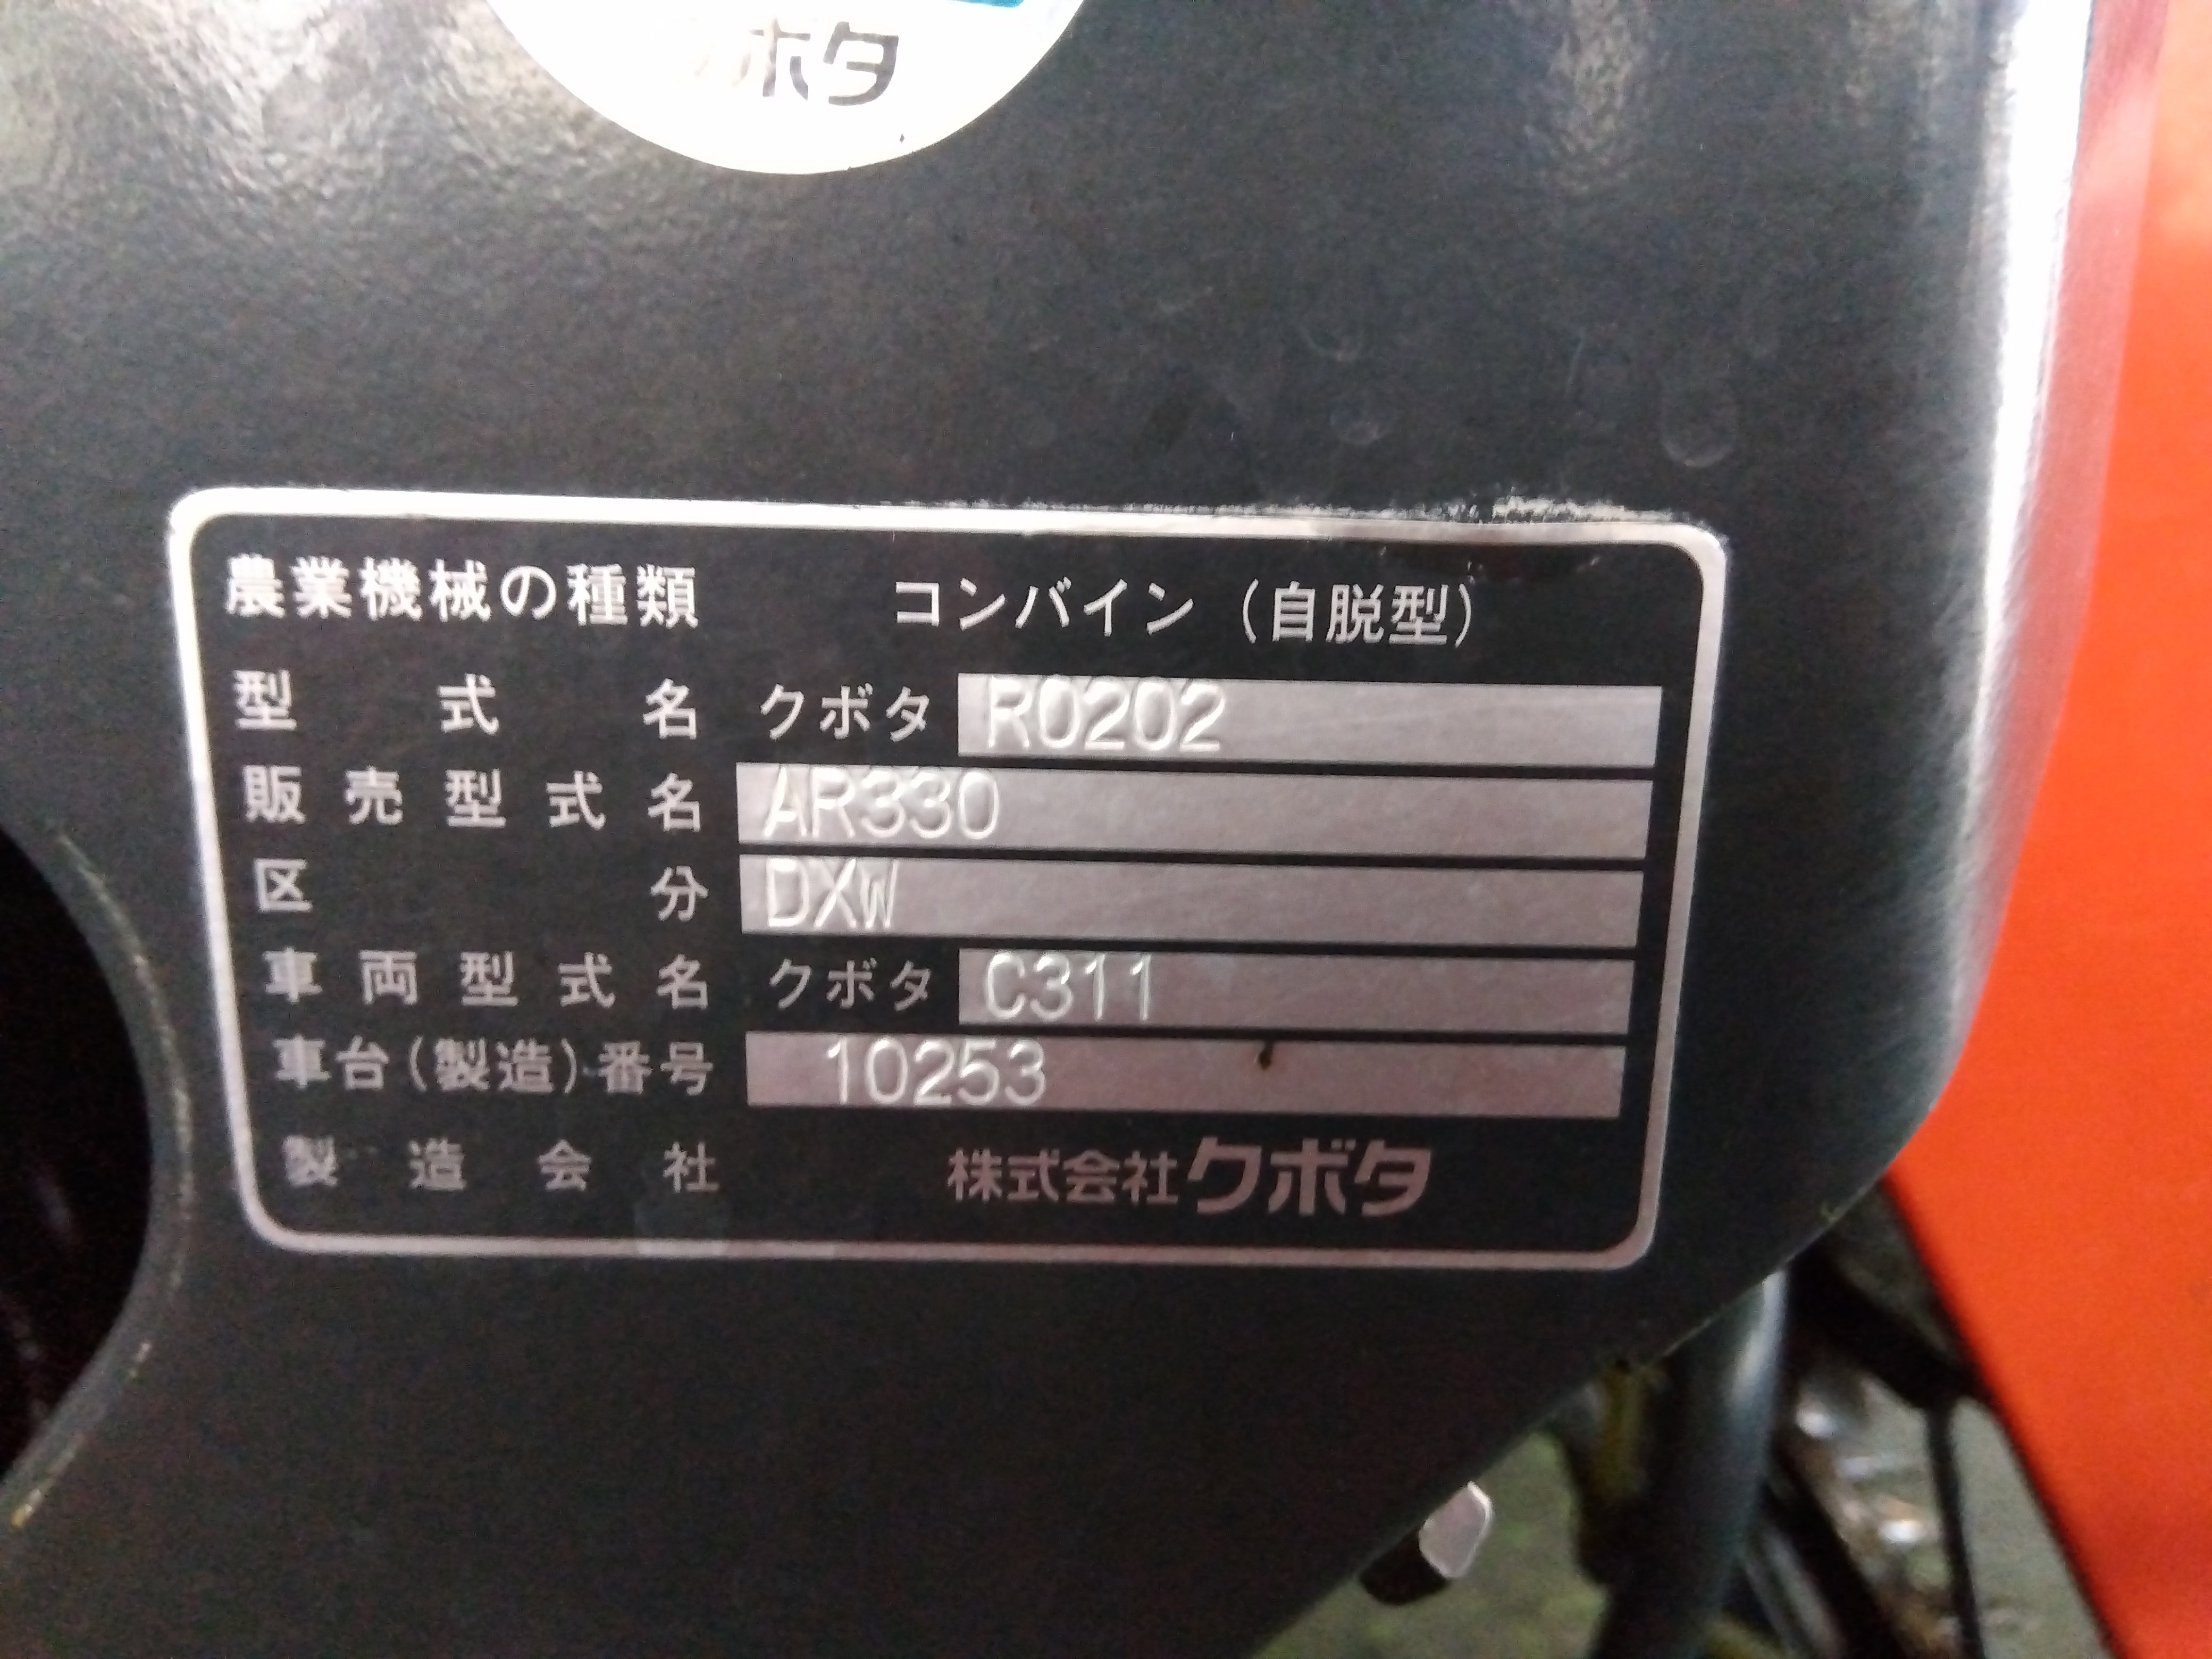 ボタ
農業機械の種類 コンバイン（自脱型）
型式名 クボタ R0202
販売型式名 AR330
区分 DXW
車両型式名 クボタ C311
車台(製造)番号 10253
製造会社 株式会社クボタ